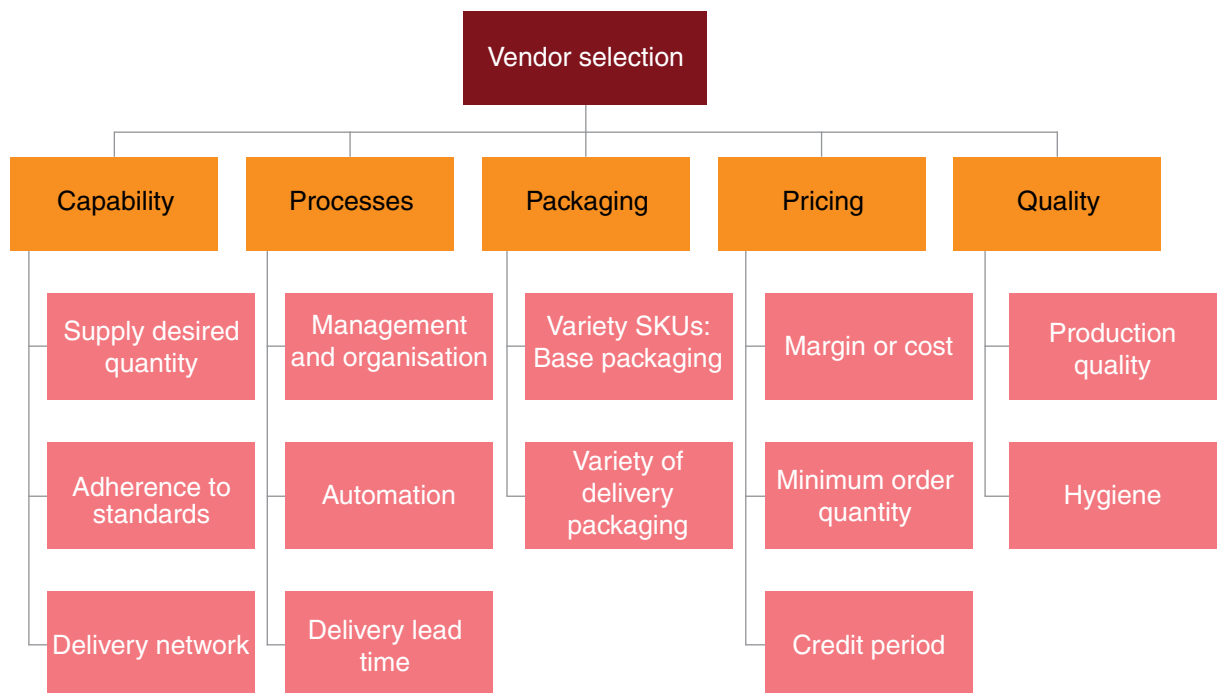 Vendor selection
Capability
Processes
Packaging
Pricing
Quality
Supply desired
quantity
Management
and organisation
Variety SKUs:
Base packaging
Margin or cost
Production
quality
Adherence to
standards
Automation
Variety of
delivery
packaging
Minimum order
quantity
Hygiene
Delivery network
Delivery lead
time
Credit period